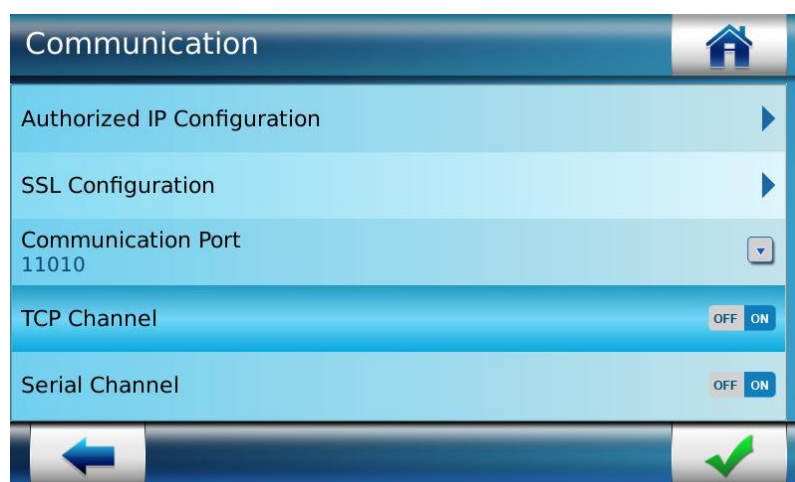 Communication
Authorized IP Configuration
SSL Configuration
Communication Port
11010
TCP Channel
OFF ON
Serial Channel
OFF ON